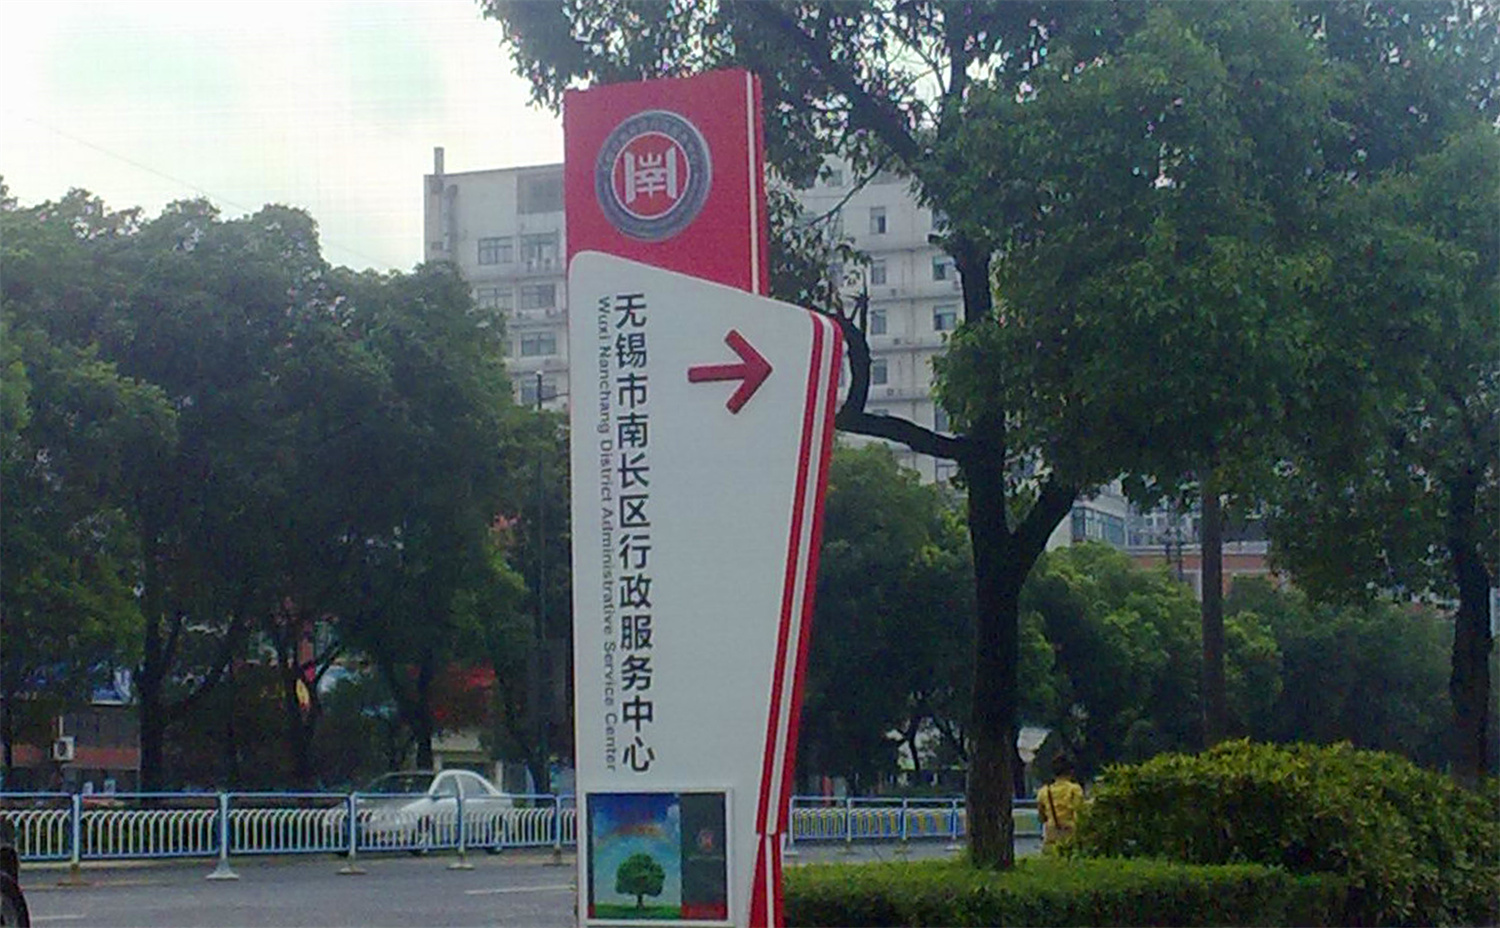 无锡市南长区行政服务中心
Wuxi Nanchang District Administrative Service Center